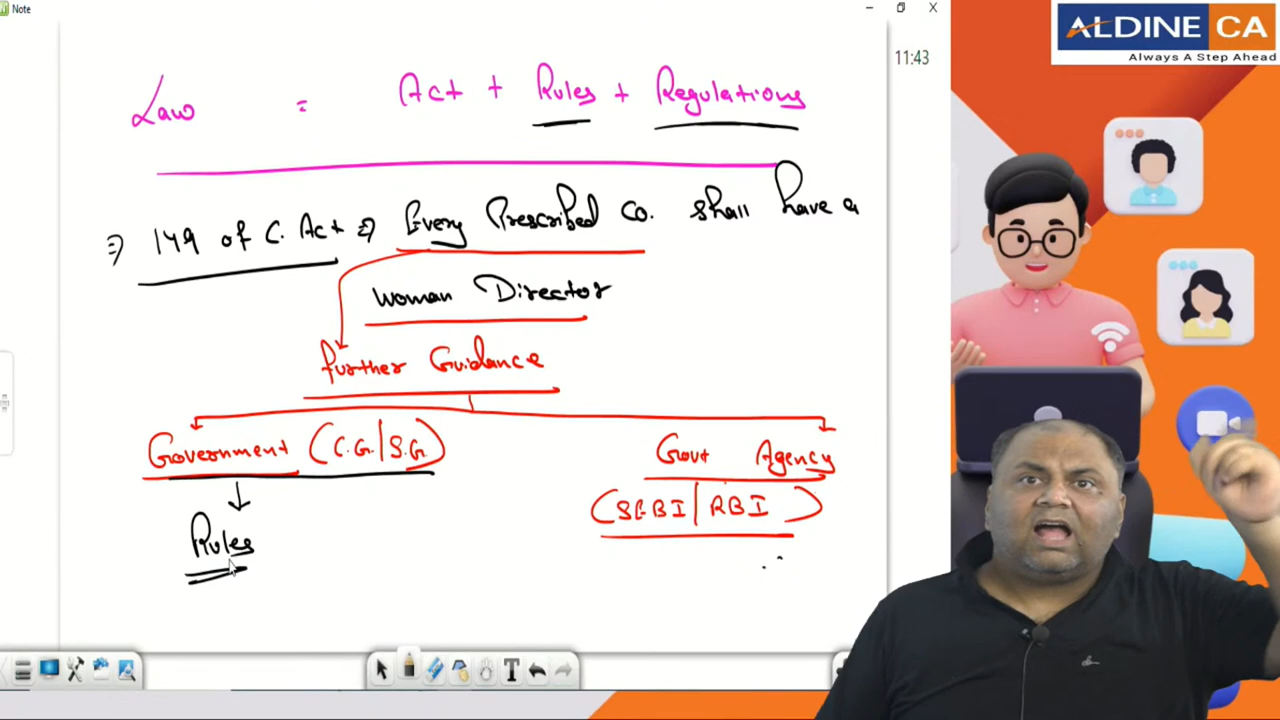 Note
ALDINE CA
Always A Step Ahead
11:43
Law = Act + Rules + Regulations
⇒ 149 of C. Act ⇒ Every Prescribed Co. shall have a
Woman Director
further Guidance
Government (C.G./S.G.)
Govt Agency
(SEBI/RBI)
Rules
T